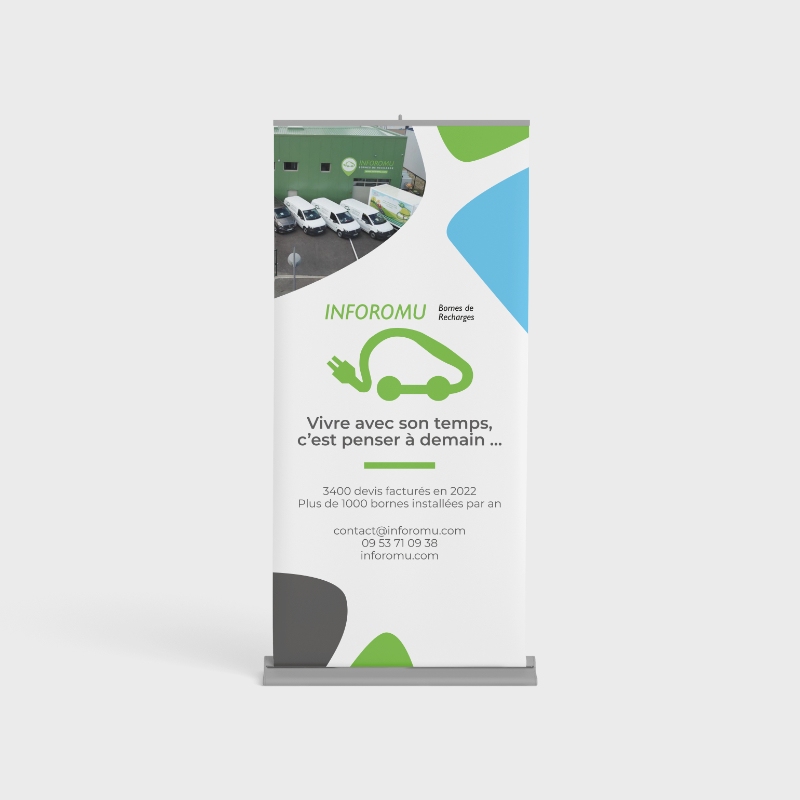 INFOROMU
INFOROMU
Bornes de
Recharges
Vivre avec son temps,
c'est penser à demain ...
3400 devis facturés en 2022
Plus de 1000 bornes installées par an
contact@inforomu.com
09 53 71 09 38
inforomu.com